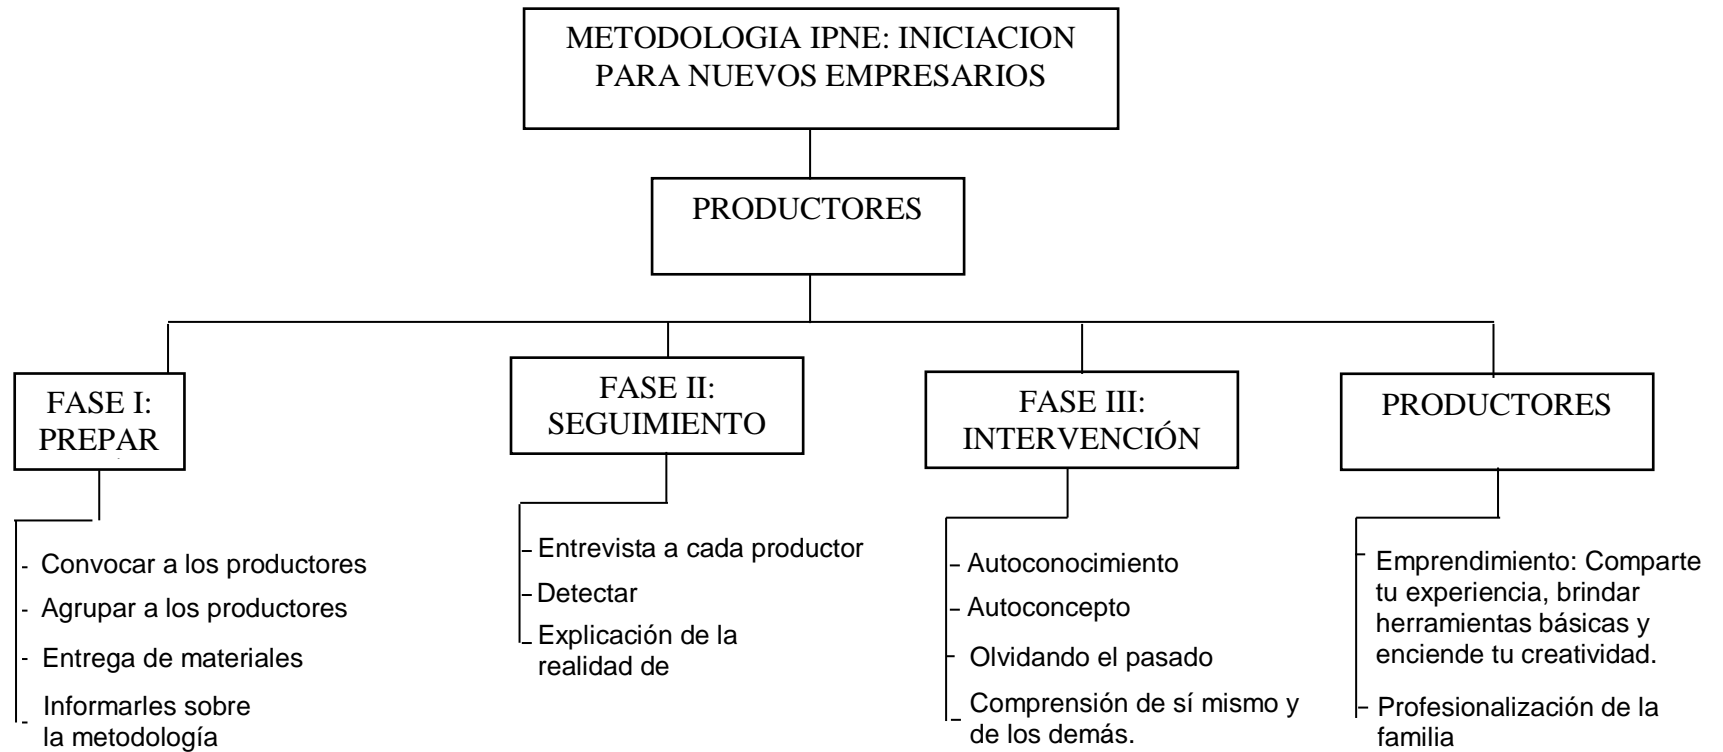 METODOLOGIA IPNE: INICIACION
PARA NUEVOS EMPRESARIOS
PRODUCTORES
FASE I:
PREPAR
FASE II:
SEGUIMIENTO
FASE III:
INTERVENCIÓN
PRODUCTORES
- Convocar a los productores
- Agrupar a los productores
- Entrega de materiales
- Informarles sobre
la metodología
- Entrevista a cada productor
- Detectar
- Explicación de la
realidad de
- Autoconocimiento
- Autoconcepto
- Olvidando el pasado
- Comprensión de sí mismo y
de los demás.
- Emprendimiento: Comparte
tu experiencia, brindar
herramientas básicas y
enciende tu creatividad.
- Profesionalización de la
familia